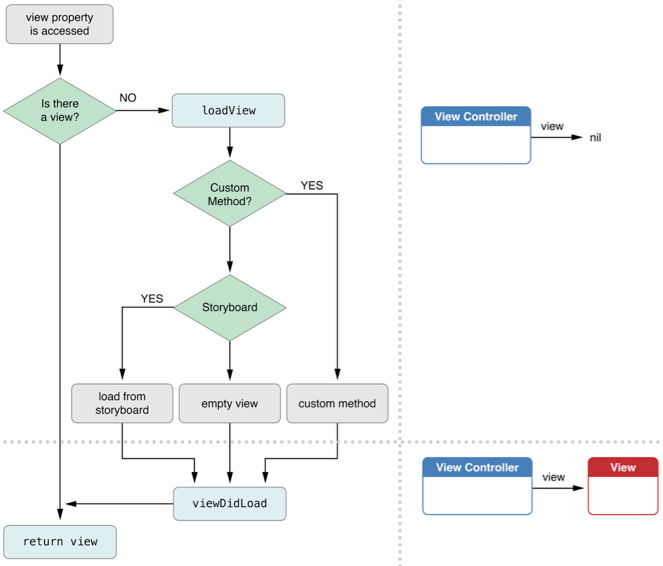 view property
is accessed
Is there
a view?
NO
loadView
Custom
Method?
YES
Storyboard
YES
load from
storyboard
empty view
custom method
viewDidLoad
return view
View Controller
view
nil
View Controller
view
View